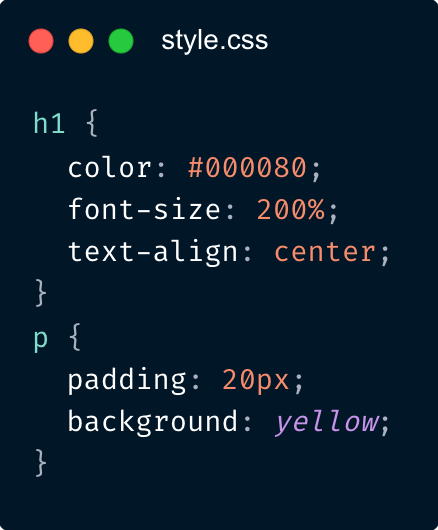 style.css
h1 {
  color: #000080;
  font-size: 200%;
  text-align: center;
}
p {
  padding: 20px;
  background: yellow;
}